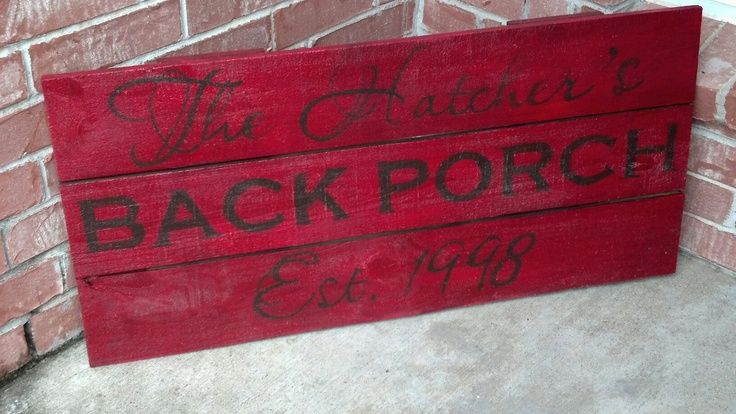 The Hatcher's
BACK PORCH
Est. 1998